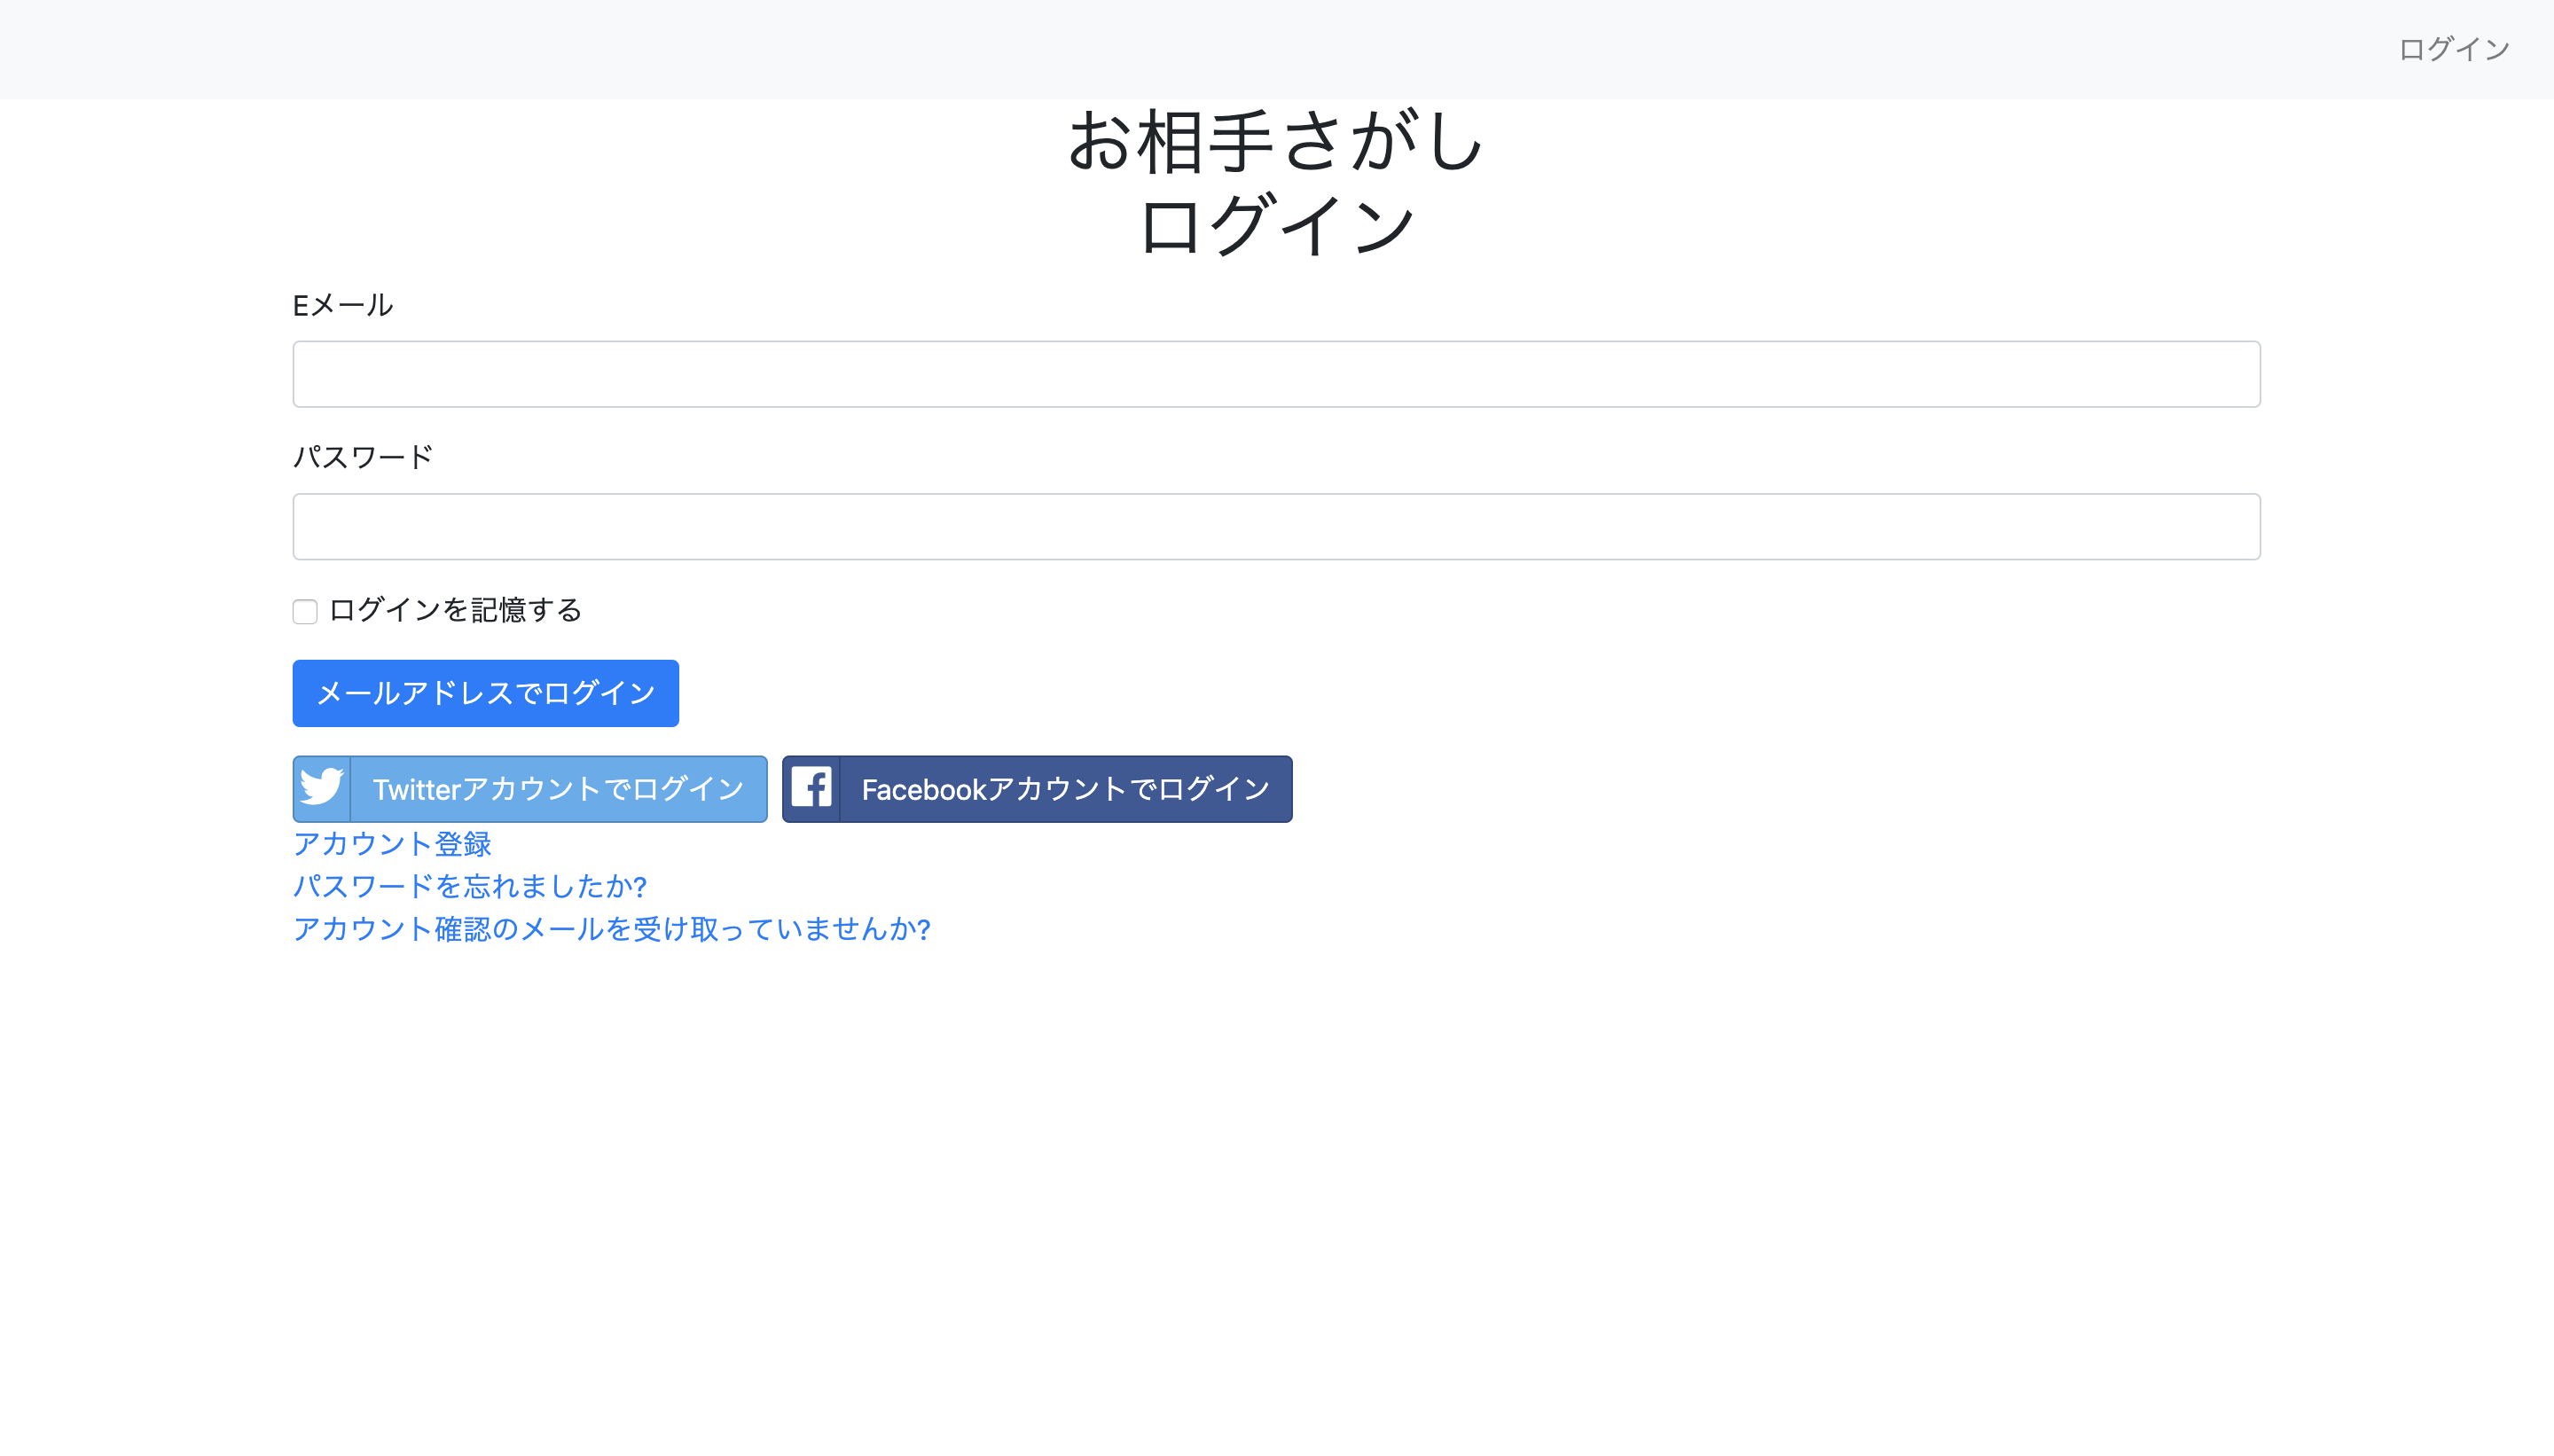 ログイン
お相手さがし
ログイン
Eメール
パスワード
ログインを記憶する
メールアドレスでログイン
Twitterアカウントでログイン
Facebookアカウントでログイン
アカウント登録
パスワードを忘れましたか?
アカウント確認のメールを受け取っていませんか?